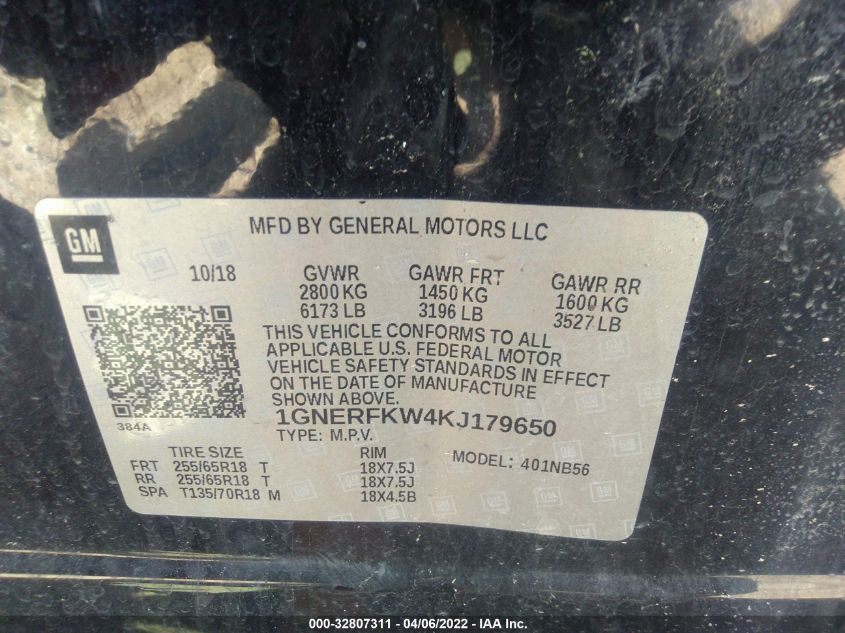 GM
MFD BY GENERAL MOTORS LLC
10/18
GVWR
2800 KG
6173 LB
GAWR FRT
1450 KG
3196 LB
GAWR RR
1600 KG
3527 LB
THIS VEHICLE CONFORMS TO ALL
APPLICABLE U.S. FEDERAL MOTOR
VEHICLE SAFETY STANDARDS IN EFFECT
ON THE DATE OF MANUFACTURE
SHOWN ABOVE.
384A
1GNERFKW4KJ179650
TYPE: M.P.V.
MODEL: 401NB56
TIRE SIZE RIM
FRT 255/65R18 T 18X7.5J
RR 255/65R18 T 18X7.5J
SPA T135/70R18 M 18X4.5B
000-32807311 - 04/06/2022 - IAA Inc.